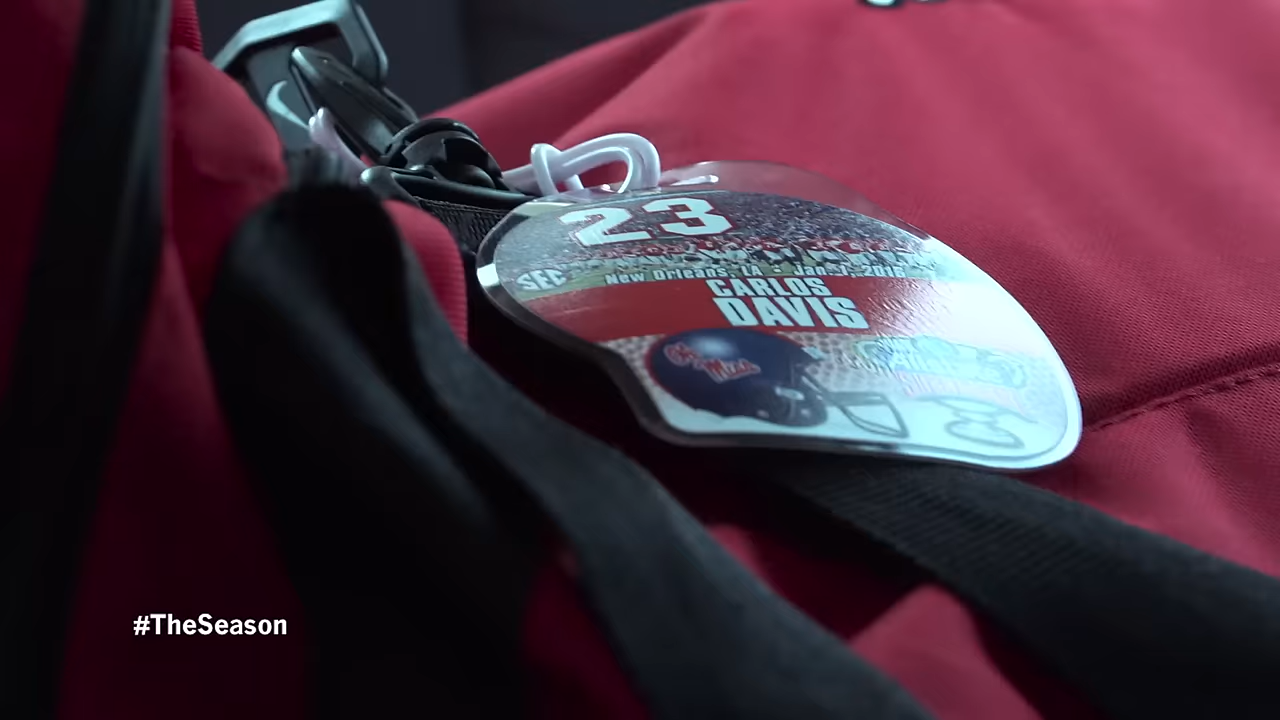 23
SEC
New Orleans, LA • Jan. 1, 2016
CARLOS
DAVIS
Ole Miss
#TheSeason